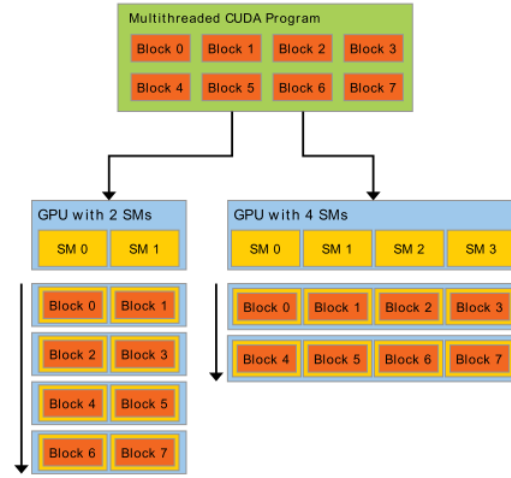 Multithreaded CUDA Program
Block 0 Block 1 Block 2 Block 3
Block 4 Block 5 Block 6 Block 7
GPU with 2 SMs
SM 0 SM 1
Block 0 Block 1
Block 2 Block 3
Block 4 Block 5
Block 6 Block 7
GPU with 4 SMs
SM 0 SM 1 SM 2 SM 3
Block 0 Block 1 Block 2 Block 3
Block 4 Block 5 Block 6 Block 7